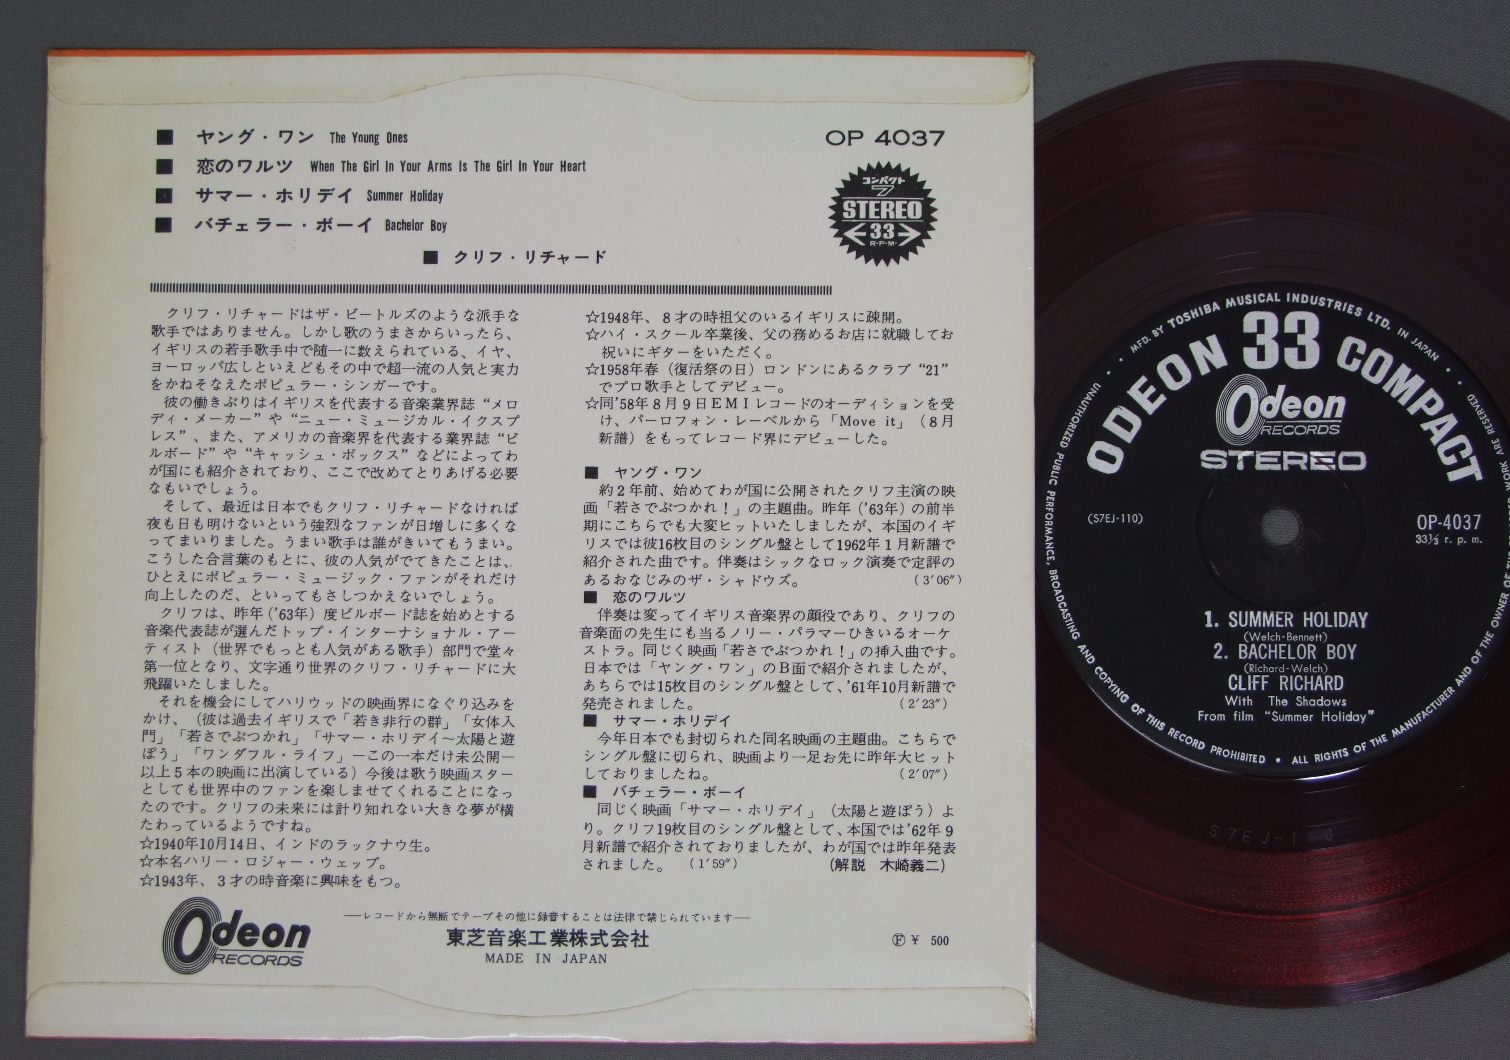 ■ ヤング・ワン The Young Ones
■ 恋のワルツ When The Girl In Your Arms Is The Girl In Your Heart
■ サマー・ホリデイ Summer Holiday
■ バチェラー・ボーイ Bachelor Boy
■ クリフ・リチャード
OP 4037
コンパクト
7
STEREO
33
R・P・M・
クリフ・リチャードはザ・ビートルズのような派手な
歌手ではありません。しかし歌のうまさからいったら、
イギリスの若手歌手中で随一に数えられている、イヤ、
ヨーロッパ広しといえどもその中で超一流の人気と実力
をかねそなえたポピュラー・シンガーです。
彼の働きぶりはイギリスを代表する音楽業界誌“メロ
ディ・メーカー”や“ニュー・ミュージカル・イクスプ
レス”、また、アメリカの音楽界を代表する業界誌“ビ
ルボード”や“キャッシュ・ボックス”などによってわ
が国にも紹介されており、ここで改めてとりあげる必要
なもいでしょう。
そして、最近は日本でもクリフ・リチャードなければ
夜も日も明けないという強烈なファンが日増しに多くな
ってまいりました。うまい歌手は誰がきいてもうまい。
こうした合言葉のもとに、彼の人気がでてきたことは、
ひとえにポピュラー・ミュージック・ファンがそれだけ
向上したのだ、といってもさしつかえないでしょう。
クリフは、昨年（'63年）度ビルボード誌を始めとする
音楽代表誌が選んだトップ・インターナショナル・アー
ティスト（世界でもっとも人気がある歌手）部門で堂々
第一位となり、文字通り世界のクリフ・リチャードに大
飛躍いたしました。
それを機会にしてハリウッドの映画界になぐり込みを
かけ、（彼は過去イギリスで「若き非行の群」「女体入
門」「若さでぶつかれ」「サマー・ホリデイ～太陽と遊
ぼう」「ワンダフル・ライフ」―この一本だけ未公開―
以上5本の映画に出演している）今後は歌う映画スター
としても世界中のファンを楽しませてくれることになっ
たのです。クリフの未来には計り知れない大きな夢が横
たわっているようですね。
☆1940年10月14日、インドのラックナウ生。
☆本名ハリー・ロジャー・ウェッブ。
☆1943年、3才の時音楽に興味をもつ。
☆1948年、8才の時祖父のいるイギリスに疎開。
☆ハイ・スクール卒業後、父の務めるお店に就職してお
祝いにギターをいただく。
☆1958年春（復活祭の日）ロンドンにあるクラブ“21”
でプロ歌手としてデビュー。
☆同'58年8月9日EMIレコードのオーディションを受
け、パーロフォン・レーベルから「Move it」（8月
新譜）をもってレコード界にデビューした。
■ ヤング・ワン
約2年前、始めてわが国に公開されたクリフ主演の映
画「若さでぶつかれ！」の主題曲。昨年（'63年）の前半
期にこちらでも大変ヒットいたしましたが、本国のイギ
リスでは彼16枚目のシングル盤として1962年1月新譜で
紹介された曲です。伴奏はシックなロック演奏で定評の
あるおなじみのザ・シャドウズ。 （3′06″）
■ 恋のワルツ
伴奏は変ってイギリス音楽界の顔役であり、クリフの
音楽面の先生にも当るノリー・パラマーひきいるオーケ
ストラ。同じく映画「若さでぶつかれ！」の挿入曲です。
日本では「ヤング・ワン」のB面で紹介されましたが、
あちらでは15枚目のシングル盤として、'61年10月新譜で
発売されました。 （2′23″）
■ サマー・ホリデイ
今年日本でも封切られた同名映画の主題曲。こちらで
シングル盤に切られ、映画より一足お先に昨年大ヒット
しておりましたね。 （2′07″）
■ バチェラー・ボーイ
同じく映画「サマー・ホリデイ」（太陽と遊ぼう）よ
り。クリフ19枚目のシングル盤として、本国では'62年9
月新譜で紹介されておりましたが、わが国では昨年発表
されました。 （1′59″） （解説 木崎義二）
Odeon
RECORDS
―レコードから無断でテープその他に録音することは法律で禁じられています―
東芝音楽工業株式会社
MADE IN JAPAN
Ⓕ ¥ 500
MFD. BY TOSHIBA MUSICAL INDUSTRIES LTD. IN JAPAN
ODEON 33 COMPACT
Odeon
RECORDS
STEREO
(S7EJ-110)
OP-4037
33⅓ r. p. m.
1. SUMMER HOLIDAY
(Welch-Bennett)
2. BACHELOR BOY
(Richard-Welch)
CLIFF RICHARD
With The Shadows
From film "Summer Holiday"
UNAUTHORIZED PUBLIC PERFORMANCE, BROADCASTING AND COPYING OF THIS RECORD PROHIBITED • ALL RIGHTS OF THE MANUFACTURER AND OF THE OWNER OF THE WORK ARE RESERVED